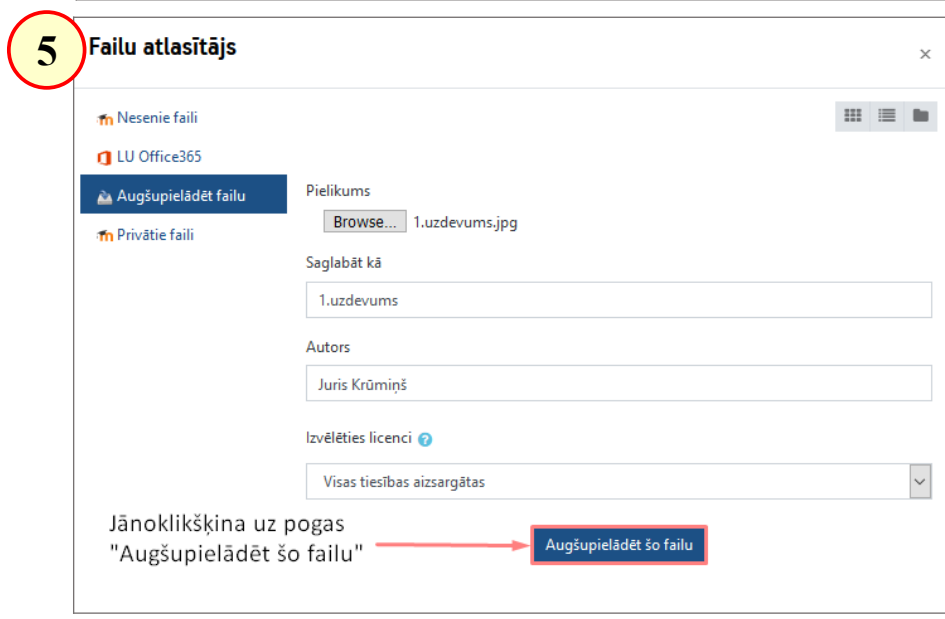 5
Failu atlasītājs
×
Nesenie faili
LU Office365
Augšupielādēt failu
Privātie faili
Pielikums
Browse... 1.uzdevums.jpg
Saglabāt kā
1.uzdevums
Autors
Juris Krūmiņš
Izvēlēties licenci ?
Visas tiesības aizsargātas
Jānoklikšķina uz pogas
"Augšupielādēt šo failu"
Augšupielādēt šo failu